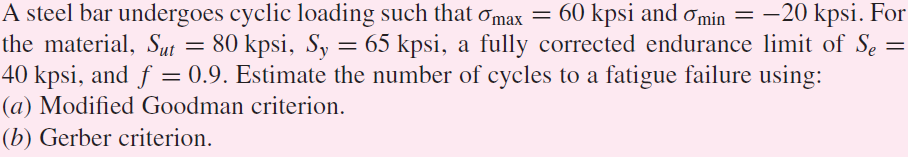 A steel bar undergoes cyclic loading such that σmax = 60 kpsi and σmin = −20 kpsi. For
the material, Sut = 80 kpsi, Sy = 65 kpsi, a fully corrected endurance limit of Se =
40 kpsi, and f = 0.9. Estimate the number of cycles to a fatigue failure using:
(a) Modified Goodman criterion.
(b) Gerber criterion.